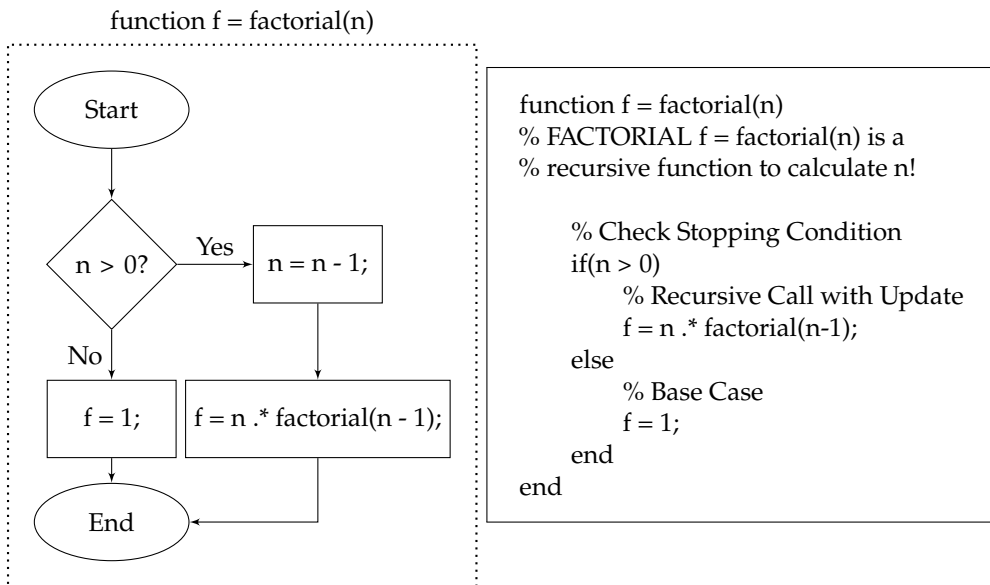 function f = factorial(n)
Start
n > 0?
Yes
n = n - 1;
No
f = 1;
f = n .* factorial(n - 1);
End
function f = factorial(n)
% FACTORIAL f = factorial(n) is a
% recursive function to calculate n!
% Check Stopping Condition
if(n > 0)
% Recursive Call with Update
f = n .* factorial(n-1);
else
% Base Case
f = 1;
end
end